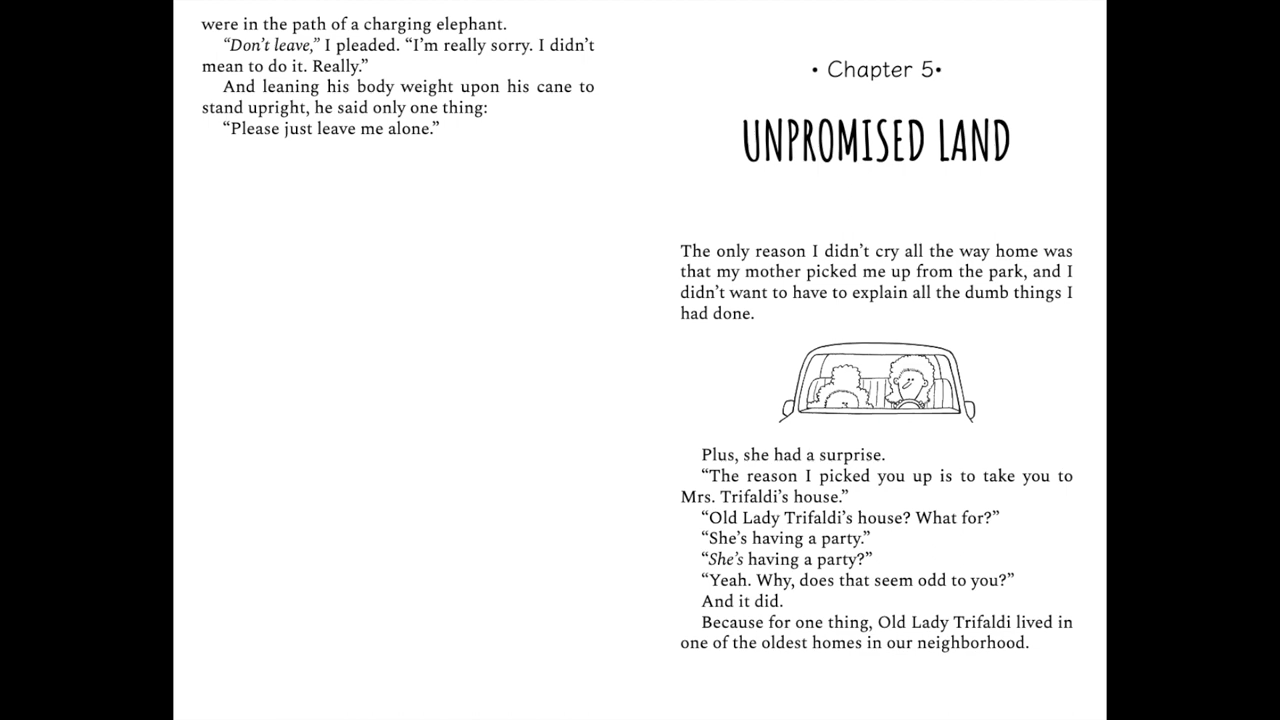 were in the path of a charging elephant.
“Don’t leave,” I pleaded. “I’m really sorry. I didn’t
mean to do it. Really.”
And leaning his body weight upon his cane to
stand upright, he said only one thing:
“Please just leave me alone.”
• Chapter 5•
UNPROMISED LAND
The only reason I didn’t cry all the way home was
that my mother picked me up from the park, and I
didn’t want to have to explain all the dumb things I
had done.
Plus, she had a surprise.
“The reason I picked you up is to take you to
Mrs. Trifaldi’s house.”
“Old Lady Trifaldi’s house? What for?”
“She’s having a party.”
“She’s having a party?”
“Yeah. Why, does that seem odd to you?”
And it did.
Because for one thing, Old Lady Trifaldi lived in
one of the oldest homes in our neighborhood.